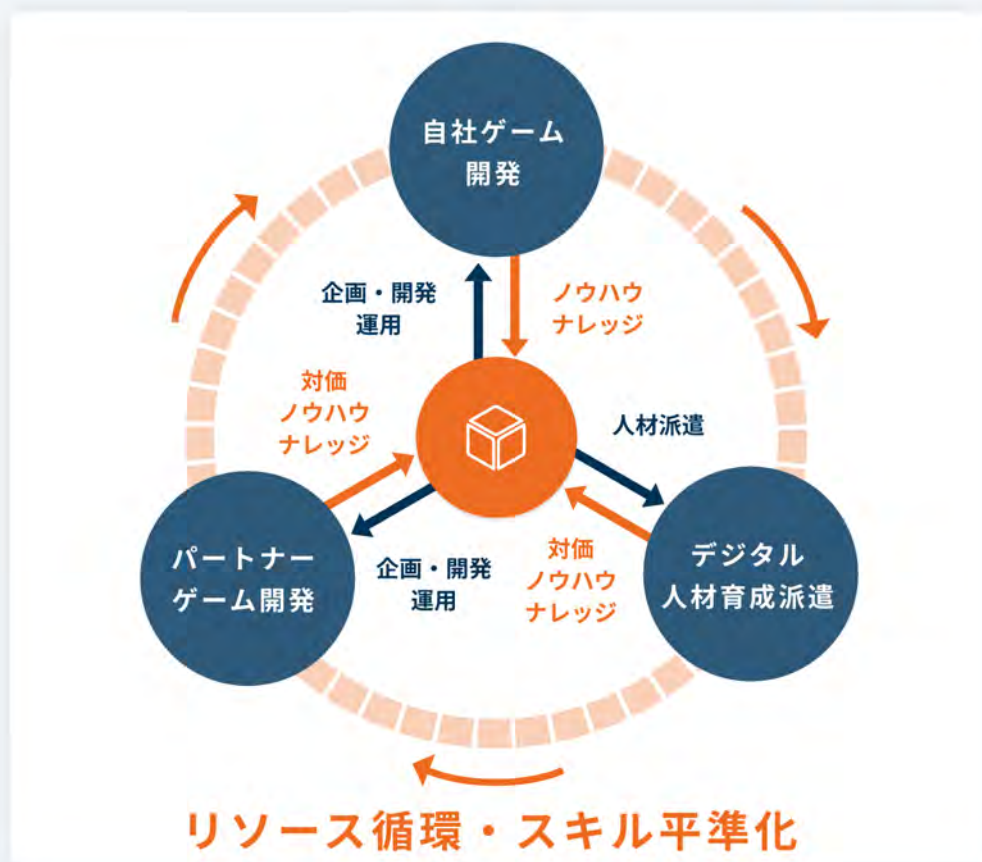 自社ゲーム
開発
企画・開発
運用
ノウハウ
ナレッジ
対価
ノウハウ
ナレッジ
人材派遣
パートナー
ゲーム開発
企画・開発
運用
対価
ノウハウ
ナレッジ
デジタル
人材育成派遣
リソース循環・スキル平準化